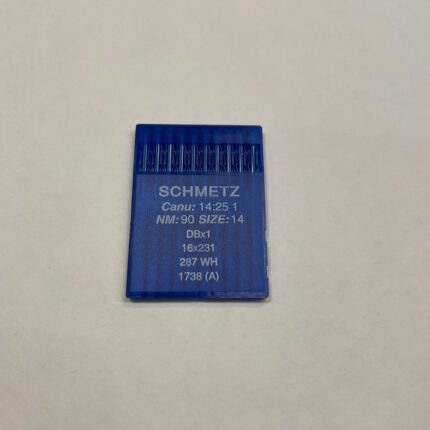 SCHMETZ
Canu: 14:25 1
NM: 90 SIZE: 14
DBx1
16x231
287 WH
1738 (A)